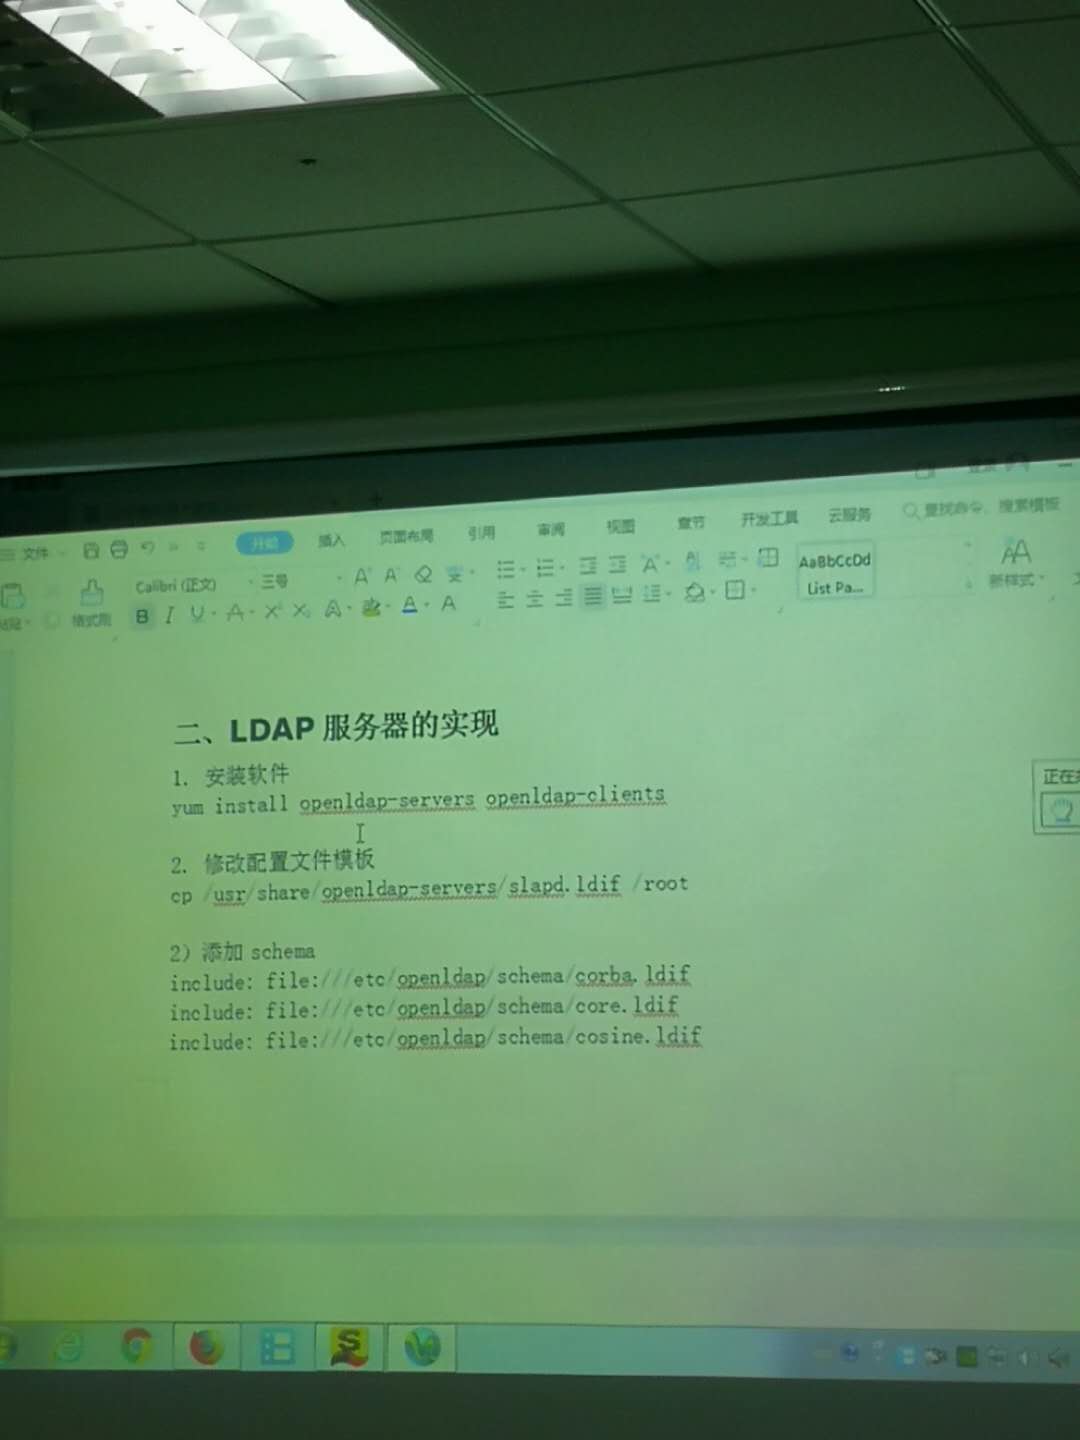 文件
开始 插入 页面布局 引用 审阅 视图 章节 开发工具 云服务 查找命令、搜索模板
Calibri (正文) 三号
格式刷
B I U A X² X₂ A A A
AaBbCcDd
List Pa...
新样式
二、LDAP 服务器的实现
1. 安装软件
yum install openldap-servers openldap-clients
2. 修改配置文件模板
cp /usr/share/openldap-servers/slapd.ldif /root
2）添加 schema
include: file:///etc/openldap/schema/corba.ldif
include: file:///etc/openldap/schema/core.ldif
include: file:///etc/openldap/schema/cosine.ldif
正在